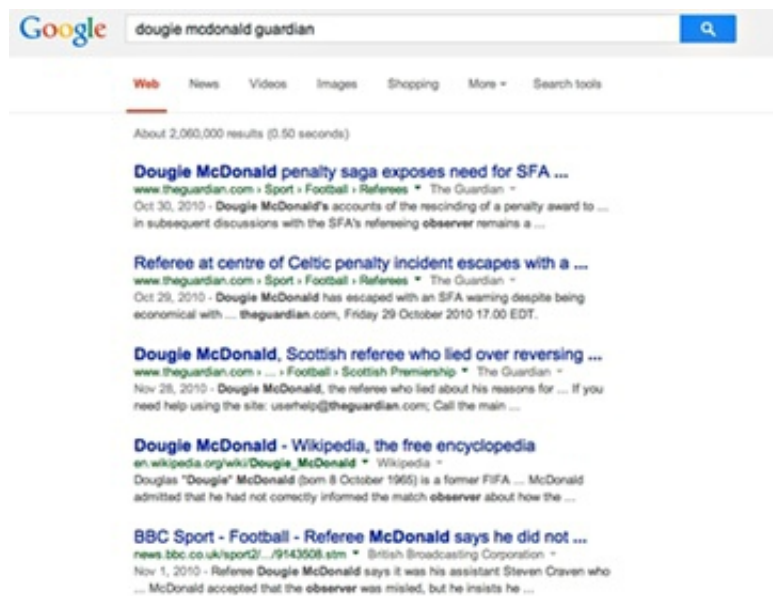 Google dougie mcdonald guardian
Web News Videos Images Shopping More Search tools
About 2,060,000 results (0.50 seconds)
Dougie McDonald penalty saga exposes need for SFA ...
www.theguardian.com › Sport › Football › Referees The Guardian
Oct 30, 2010 - Dougie McDonald's accounts of the rescinding of a penalty award to ...
in subsequent discussions with the SFA's refereeing observer remains a ...
Referee at centre of Celtic penalty incident escapes with a ...
www.theguardian.com › Sport › Football › Referees The Guardian
Oct 29, 2010 - Dougie McDonald has escaped with an SFA warning despite being
economical with ... theguardian.com, Friday 29 October 2010 17.00 EDT.
Dougie McDonald, Scottish referee who lied over reversing ...
www.theguardian.com › ... › Football › Scottish Premiership The Guardian
Nov 28, 2010 - Dougie McDonald, the referee who lied about his reasons for ... If you
need help using the site: userhelp@theguardian.com; Call the main ...
Dougie McDonald - Wikipedia, the free encyclopedia
en.wikipedia.org/wiki/Dougie_McDonald Wikipedia
Douglas "Dougie" McDonald (born 8 October 1965) is a former FIFA ... McDonald
admitted that he had not correctly informed the match observer about how the ...
BBC Sport - Football - Referee McDonald says he did not ...
news.bbc.co.uk/sport2/.../9143508.stm British Broadcasting Corporation
Nov 1, 2010 - Referee Dougie McDonald says it was his assistant Steven Craven who
... McDonald accepted that the observer was misled, but he insists he ...